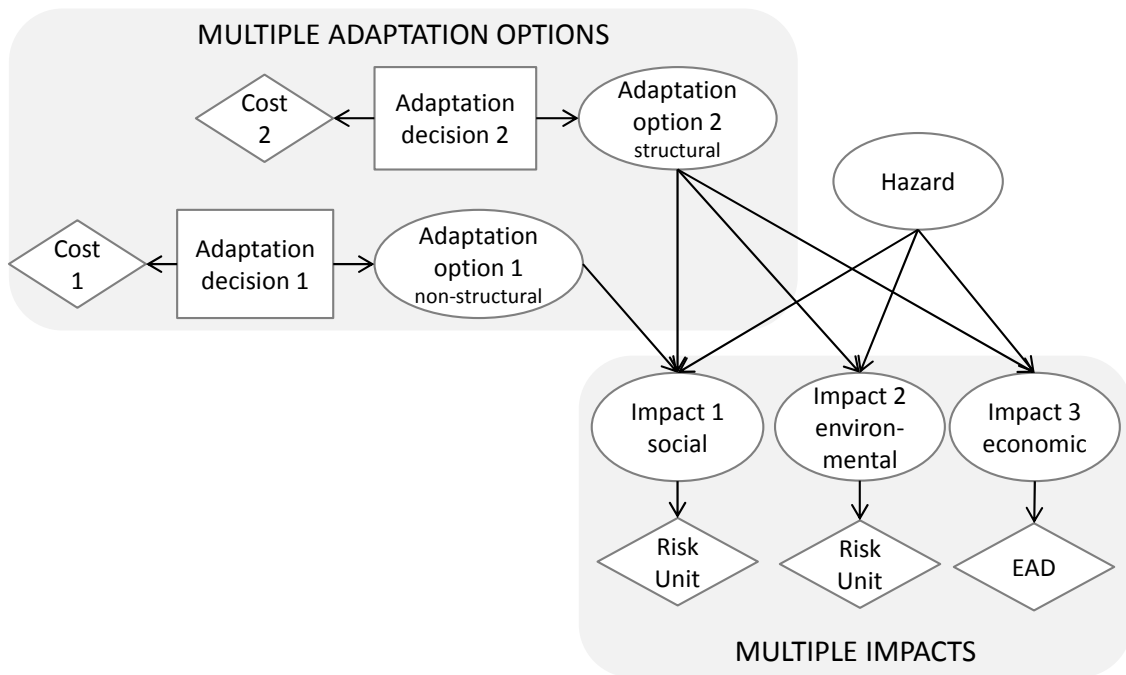 MULTIPLE ADAPTATION OPTIONS
Cost
2
Adaptation
decision 2
Adaptation
option 2
structural
Hazard
Cost
1
Adaptation
decision 1
Adaptation
option 1
non-structural
Impact 1
social
Impact 2
environ-
mental
Impact 3
economic
Risk
Unit
Risk
Unit
EAD
MULTIPLE IMPACTS